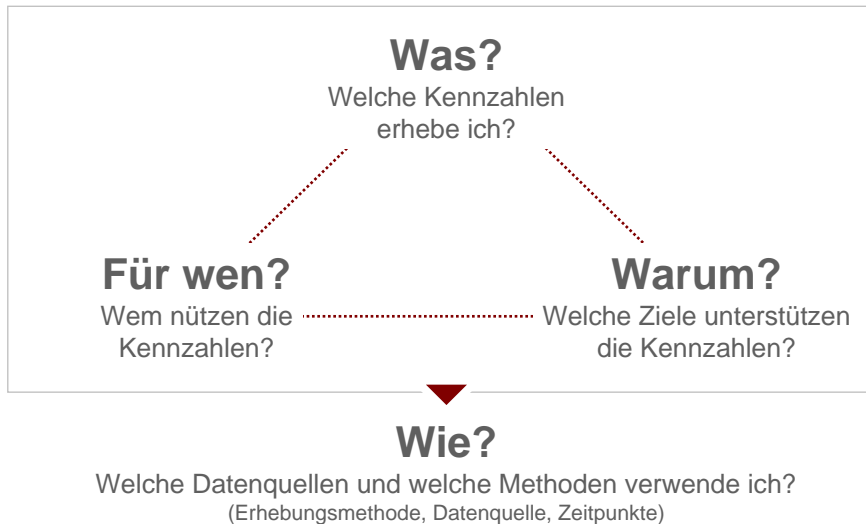 Was?
Welche Kennzahlen
erhebe ich?
Für wen?
Wem nützen die
Kennzahlen?
Warum?
Welche Ziele unterstützen
die Kennzahlen?
Wie?
Welche Datenquellen und welche Methoden verwende ich?
(Erhebungsmethode, Datenquelle, Zeitpunkte)